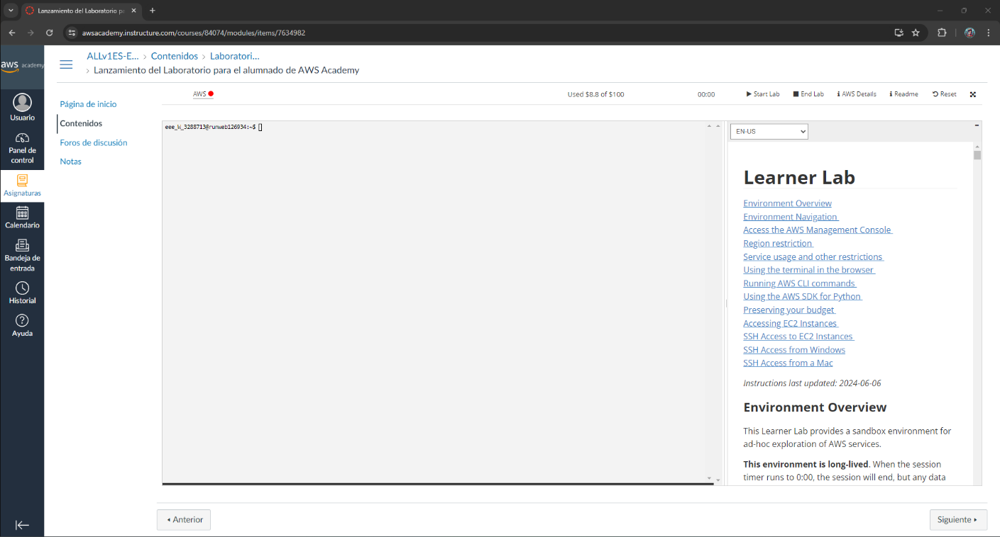 Lanzamiento del Laboratorio pa
awsacademy.instructure.com/courses/84074/modules/items/7634982
aws academy
Usuario
Panel de
control
Asignaturas
Calendario
Bandeja de
entrada
Historial
Ayuda
ALLv1ES-E... > Contenidos > Laboratori...
> Lanzamiento del Laboratorio para el alumnado de AWS Academy
Página de inicio
Contenidos
Foros de discusión
Notas
AWS
Used $8.8 of $100
00:00
Start Lab
End Lab
AWS Details
Readme
Reset
eee_W_3288713@runweb126934:~$
EN-US
Learner Lab
Environment Overview
Environment Navigation
Access the AWS Management Console
Region restriction
Service usage and other restrictions
Using the terminal in the browser
Running AWS CLI commands
Using the AWS SDK for Python
Preserving your budget
Accessing EC2 Instances
SSH Access to EC2 Instances
SSH Access from Windows
SSH Access from a Mac
Instructions last updated: 2024-06-06
Environment Overview
This Learner Lab provides a sandbox environment for
ad-hoc exploration of AWS services.
This environment is long-lived. When the session
timer runs to 0:00, the session will end, but any data
Anterior
Siguiente